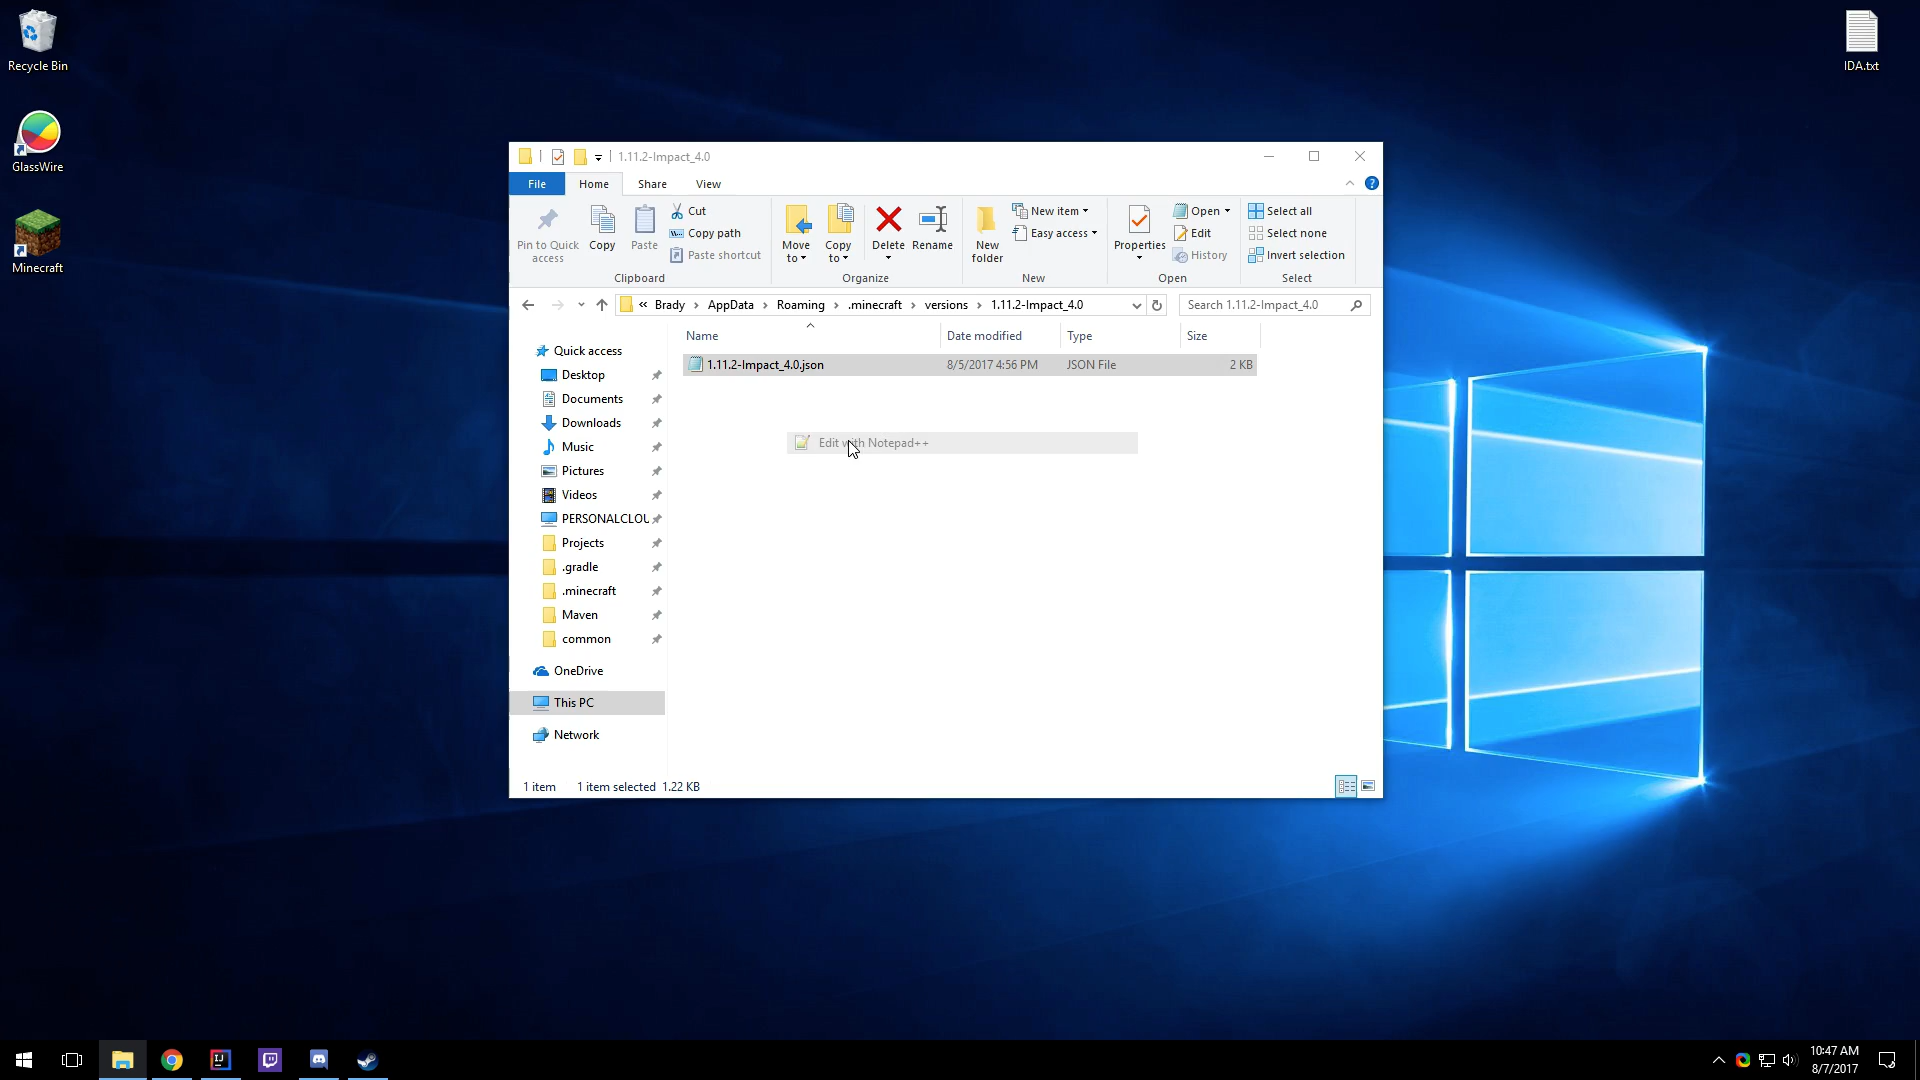 Recycle Bin
GlassWire
Minecraft
IDA.txt
1.11.2-Impact_4.0
File Home Share View
Pin to Quick access
Copy
Paste
Cut
Copy path
Paste shortcut
Clipboard
Move to
Copy to
Delete
Rename
Organize
New folder
New item
Easy access
New
Properties
Open
Edit
History
Open
Select all
Select none
Invert selection
Select
« Brady › AppData › Roaming › .minecraft › versions › 1.11.2-Impact_4.0
Search 1.11.2-Impact_4.0
Name Date modified Type Size
1.11.2-Impact_4.0.json 8/5/2017 4:56 PM JSON File 2 KB
Edit with Notepad++
Quick access
Desktop
Documents
Downloads
Music
Pictures
Videos
PERSONALCLOU
Projects
.gradle
.minecraft
Maven
common
OneDrive
This PC
Network
1 item 1 item selected 1.22 KB
10:47 AM
8/7/2017